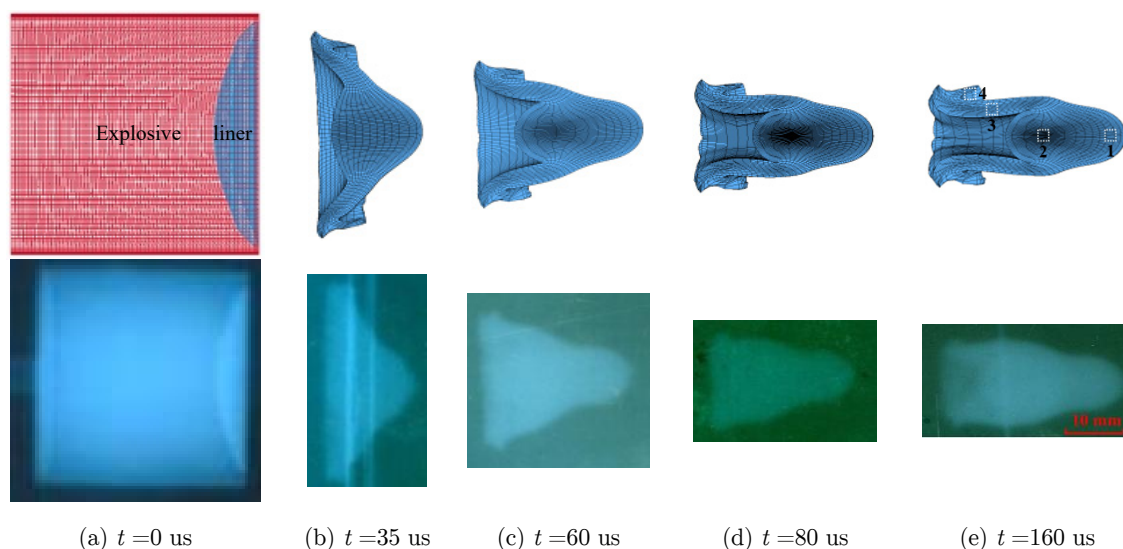 Explosive liner
4
3
2
1
10 mm
(a) t =0 us
(b) t =35 us
(c) t =60 us
(d) t =80 us
(e) t =160 us